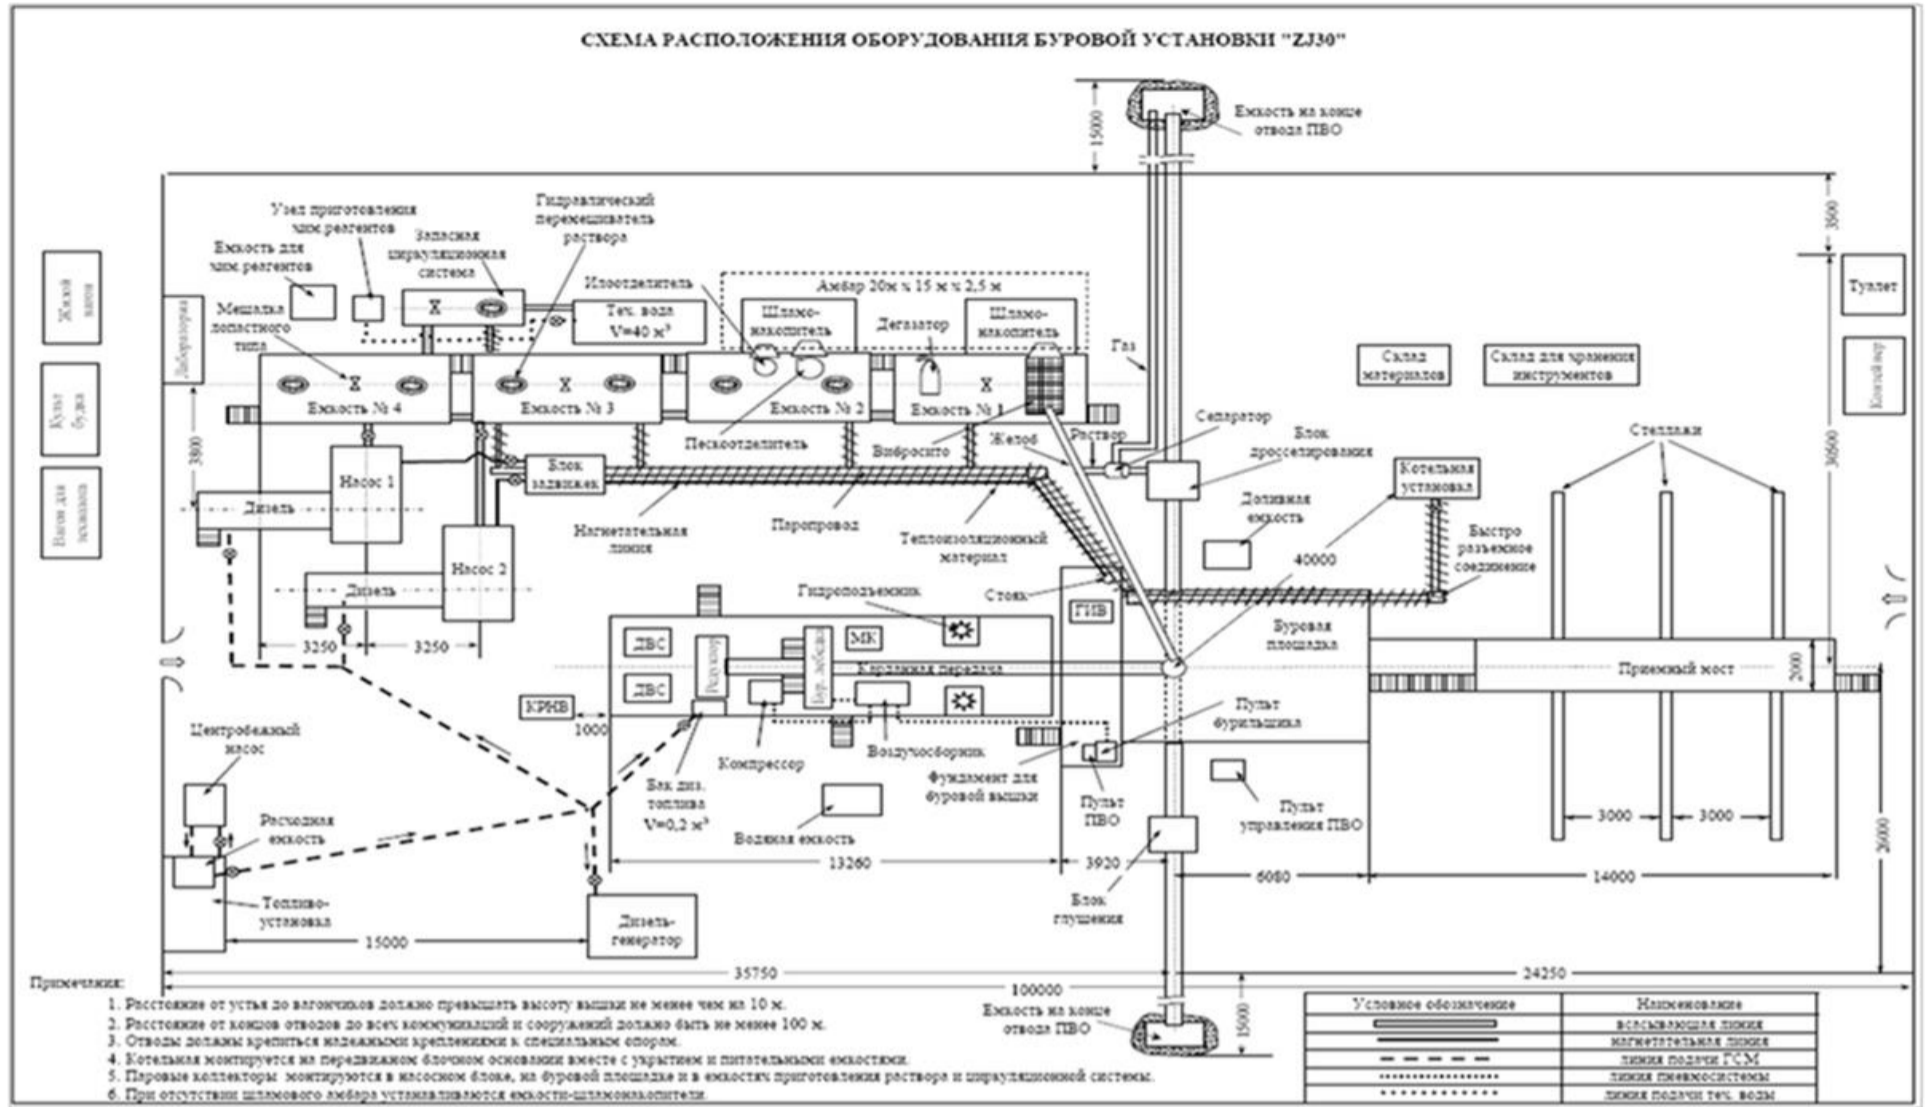 СХЕМА РАСПОЛОЖЕНИЯ ОБОРУДОВАНИЯ БУРОВОЙ УСТАНОВКИ "ZJ30"
Емкость на конце
отвода ПВО
15000
3500
Узел приготовления
хим.реагентов
Гидравлический
перемешиватель
раствора
Запасная
циркуляционная
система
Емкость для
хим.реагентов
Илоотделитель
Амбар 20м х 15 м х 2,5 м
Жилой
вагон
Лаборатория
Мешалка
лопастного
типа
Тех. вода
V=40 м³
Шламо-
накопитель
Дегазатор
Шламо-
накопитель
Газ
Туалет
Склад
материалов
Склад для хранения
инструментов
Контейнер
Культ
будка
Емкость № 4
Емкость № 3
Емкость № 2
Емкость № 1
Пескоотделитель
Вибросито
Желоб
Раствор
Сепаратор
Блок
дросселирования
Стеллажи
30500
3800
Насос 1
Блок
задвижек
Котельная
установка
Вагон для
Дизель
Нагнетательная
линия
Паропровод
Теплоизоляционный
материал
Доливная
емкость
40000
Быстро
разъемное
соединение
Насос 2
Дизель
Гидроподъемник
Стояк
ГИВ
Буровая
площадка
3250
3250
ДВС
ДВС
Редуктор
Бур. лебедка
МК
Карданная передача
Приемный мост
2000
КРНВ
1000
Центробежный
насос
Компрессор
Воздухосборник
Пульт
бурильщика
Фундамент для
буровой вышки
Бак диз.
топлива
V=0,2 м³
Водяная емкость
Пульт
ПВО
Пульт
управления ПВО
Расходная
емкость
3000
3000
26000
13260
3920
6080
14000
Топливо-
установка
Блок
глушения
Дизель-
генератор
15000
35750
24250
100000
Примечания:
1. Расстояние от устья до вагончиков должно превышать высоту вышки не менее чем на 10 м.
2. Расстояние от концов отводов до всех коммуникаций и сооружений должно быть не менее 100 м.
3. Отводы должны крепиться надежными креплениями к специальным опорам.
4. Котельная монтируется на передвижном блочном основании вместе с укрытием и питательными емкостями.
5. Паровые коллекторы монтируются в насосном блоке, на буровой площадке и в емкостях приготовления раствора и циркуляционной системы.
6. При отсутствии шламового амбара устанавливаются емкости-шламонакопители.
Емкость на конце
отвода ПВО
15000
Условное обозначение
Наименование
всасывающая линия
нагнетательная линия
линия подачи ГСМ
линия пневмосистемы
линия подачи тех. воды